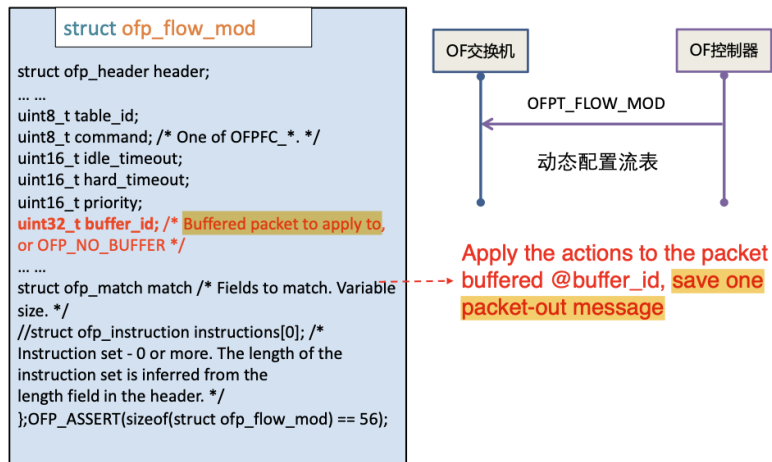 struct ofp_flow_mod
struct ofp_header header;
... ...
uint8_t table_id;
uint8_t command; /* One of OFPFC_*. */
uint16_t idle_timeout;
uint16_t hard_timeout;
uint16_t priority;
uint32_t buffer_id; /* Buffered packet to apply to,
or OFP_NO_BUFFER */
... ...
struct ofp_match match /* Fields to match. Variable
size. */
//struct ofp_instruction instructions[0]; /*
Instruction set - 0 or more. The length of the
instruction set is inferred from the
length field in the header. */
};OFP_ASSERT(sizeof(struct ofp_flow_mod) == 56);
OF交换机
OF控制器
OFPT_FLOW_MOD
动态配置流表
Apply the actions to the packet
buffered @buffer_id, save one
packet-out message